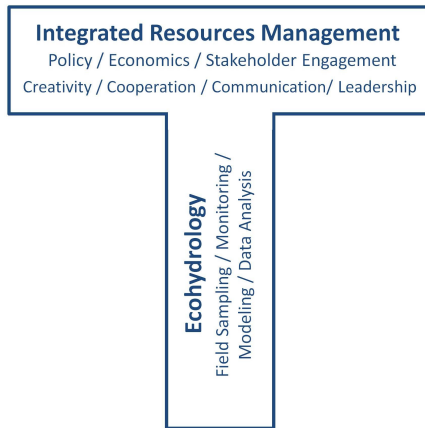 Integrated Resources Management
Policy / Economics / Stakeholder Engagement
Creativity / Cooperation / Communication/ Leadership
Ecohydrology
Field Sampling / Monitoring /
Modeling / Data Analysis